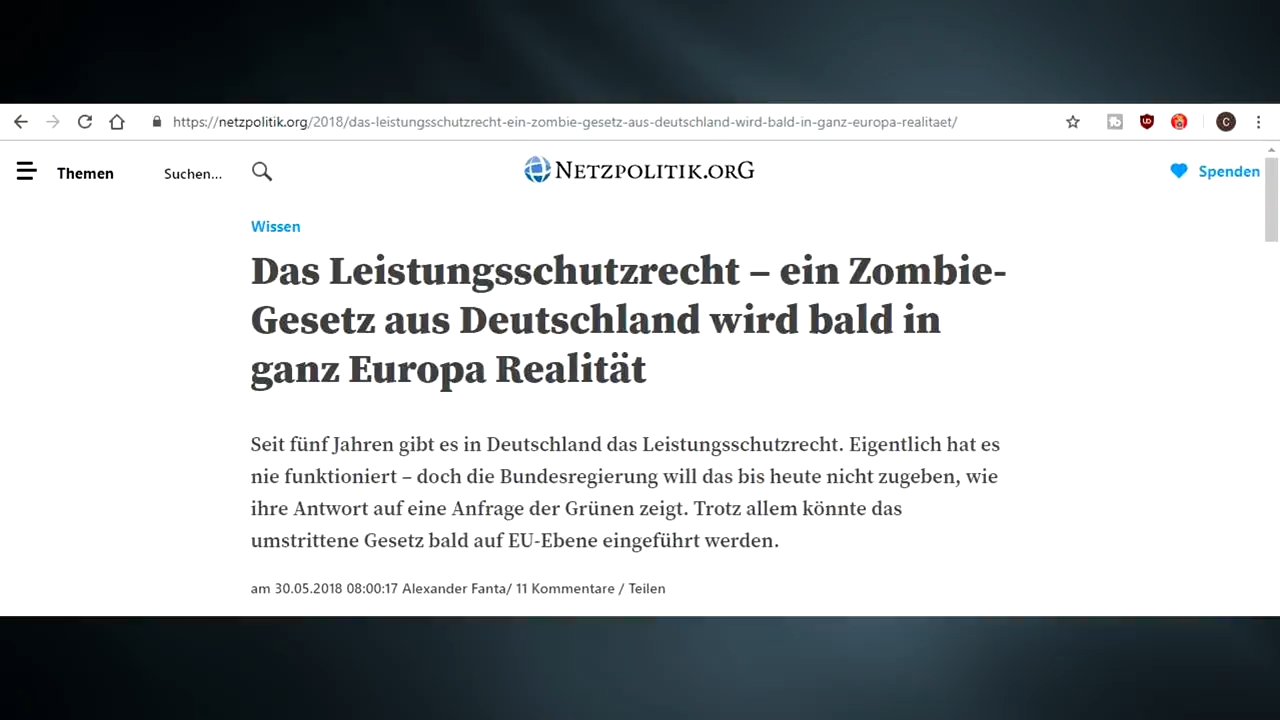 https://netzpolitik.org/2018/das-leistungsschutzrecht-ein-zombie-gesetz-aus-deutschland-wird-bald-in-ganz-europa-realitaet/
C
Themen
Suchen...
NETZPOLITIK.ORG
Spenden
Wissen
Das Leistungsschutzrecht – ein Zombie-
Gesetz aus Deutschland wird bald in
ganz Europa Realität
Seit fünf Jahren gibt es in Deutschland das Leistungsschutzrecht. Eigentlich hat es
nie funktioniert – doch die Bundesregierung will das bis heute nicht zugeben, wie
ihre Antwort auf eine Anfrage der Grünen zeigt. Trotz allem könnte das
umstrittene Gesetz bald auf EU-Ebene eingeführt werden.
am 30.05.2018 08:00:17 Alexander Fanta/ 11 Kommentare / Teilen